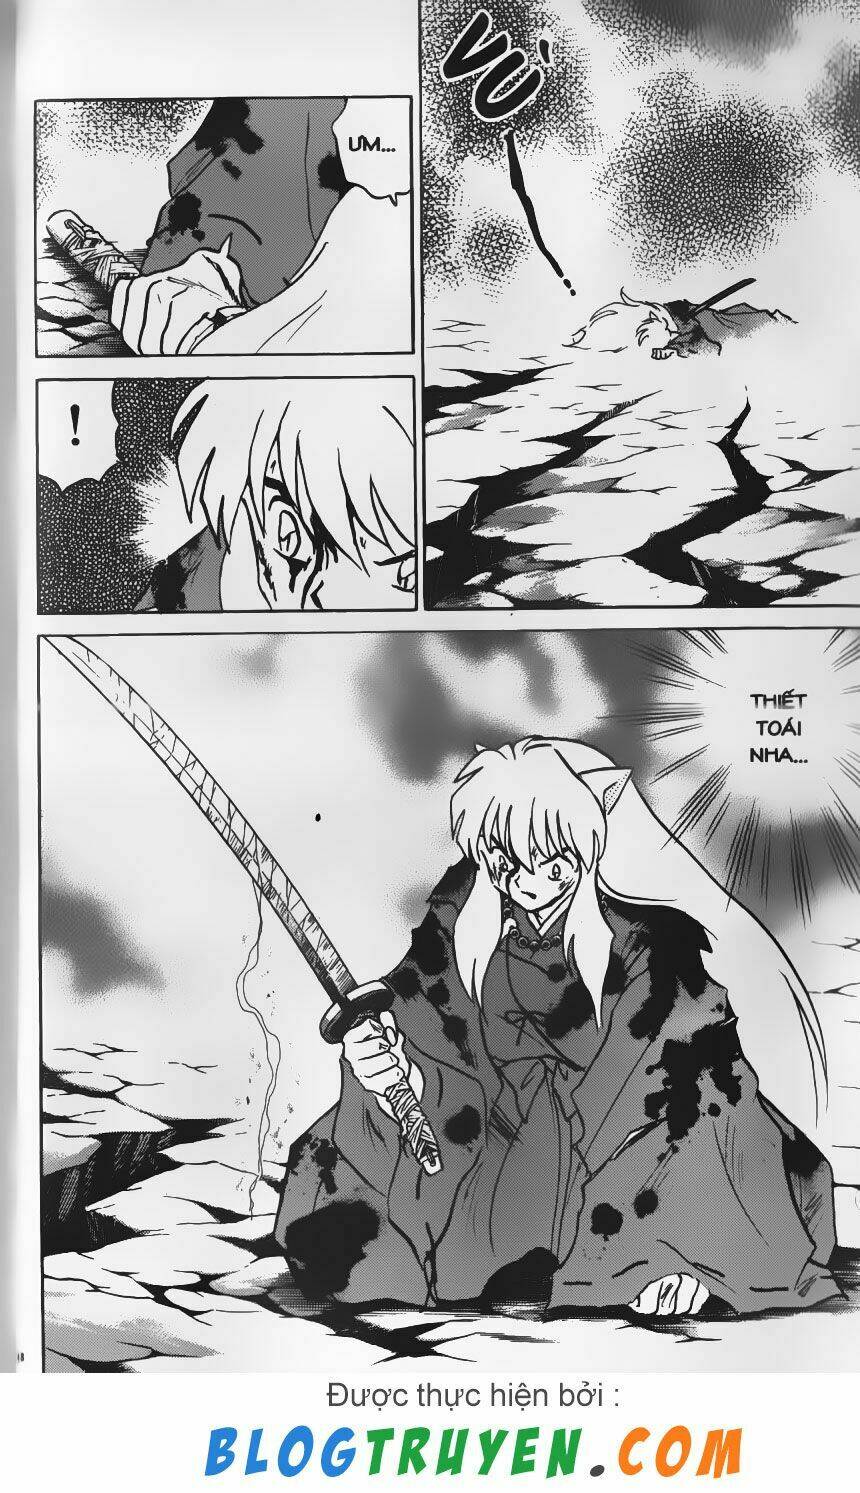 VÙ
ƯM...
!
THIẾT
TOÁI
NHA...
Được thực hiện bởi :
BLOGTRUYEN.COM